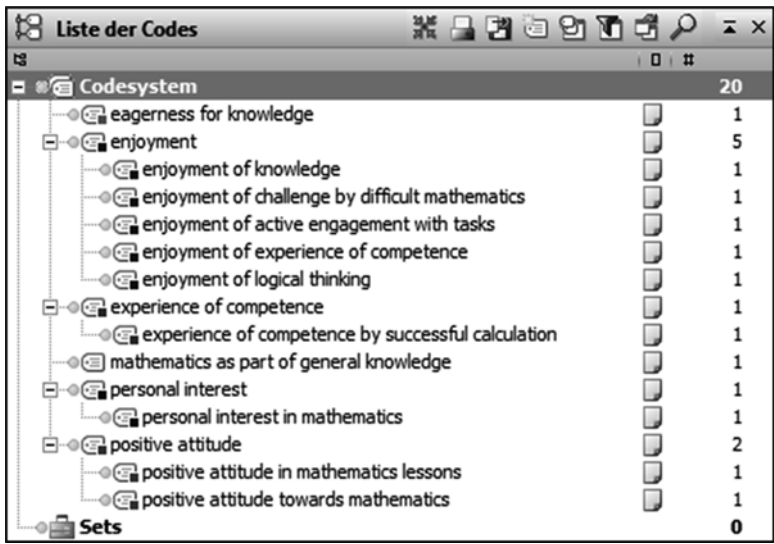 Liste der Codes
#
Codesystem 20
eagerness for knowledge 1
enjoyment 5
enjoyment of knowledge 1
enjoyment of challenge by difficult mathematics 1
enjoyment of active engagement with tasks 1
enjoyment of experience of competence 1
enjoyment of logical thinking 1
experience of competence 1
experience of competence by successful calculation 1
mathematics as part of general knowledge 1
personal interest 1
personal interest in mathematics 1
positive attitude 2
positive attitude in mathematics lessons 1
positive attitude towards mathematics 1
Sets 0